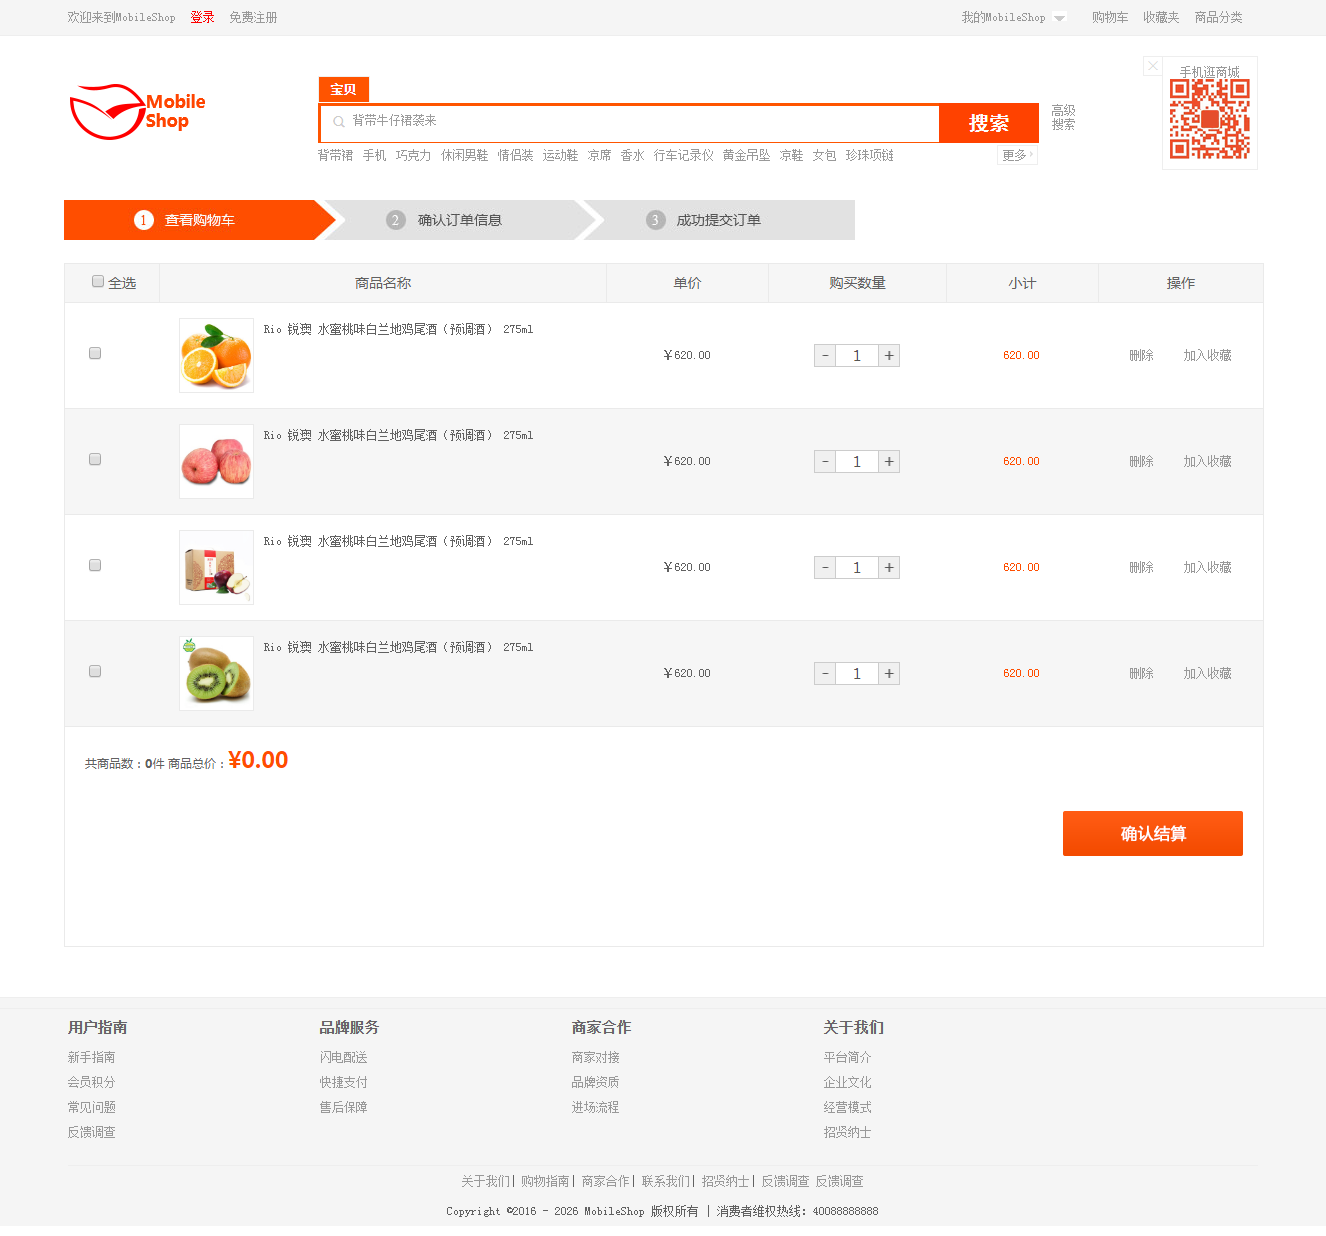 欢迎来到MobileShop 登录 免费注册 我的MobileShop 购物车 收藏夹 商品分类
手机逛商城
宝贝
Mobile
Shop
背带牛仔裙袭来 搜索
高级
搜索
背带裙 手机 巧克力 休闲男鞋 情侣装 运动鞋 凉席 香水 行车记录仪 黄金吊坠 凉鞋 女包 珍珠项链 更多
1 查看购物车 2 确认订单信息 3 成功提交订单
全选 商品名称 单价 购买数量 小计 操作
Rio 锐澳 水蜜桃味白兰地鸡尾酒（预调酒） 275ml
¥620.00 - 1 + 620.00 删除 加入收藏
Rio 锐澳 水蜜桃味白兰地鸡尾酒（预调酒） 275ml
¥620.00 - 1 + 620.00 删除 加入收藏
Rio 锐澳 水蜜桃味白兰地鸡尾酒（预调酒） 275ml
¥620.00 - 1 + 620.00 删除 加入收藏
Rio 锐澳 水蜜桃味白兰地鸡尾酒（预调酒） 275ml
¥620.00 - 1 + 620.00 删除 加入收藏
共商品数：0件 商品总价：¥0.00
确认结算
用户指南 品牌服务 商家合作 关于我们
新手指南 闪电配送 商家对接 平台简介
会员积分 快捷支付 品牌资质 企业文化
常见问题 售后保障 进场流程 经营模式
反馈调查 招贤纳士
关于我们| 购物指南| 商家合作| 联系我们| 招贤纳士| 反馈调查 反馈调查
Copyright ©2016 - 2026 MobileShop 版权所有 | 消费者维权热线：40088888888